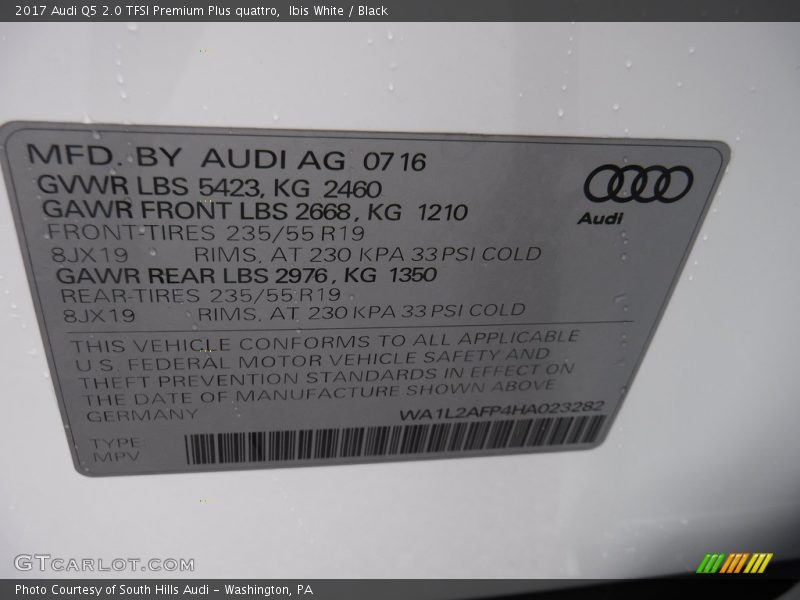 2017 Audi Q5 2.0 TFSI Premium Plus quattro, Ibis White / Black
MFD. BY AUDI AG 07 16
GVWR LBS 5423, KG 2460
GAWR FRONT LBS 2668, KG 1210
FRONT-TIRES 235/55 R19
8JX19 RIMS, AT 230 KPA 33 PSI COLD
GAWR REAR LBS 2976, KG 1350
REAR-TIRES 235/55 R19
8JX19 RIMS, AT 230 KPA 33 PSI COLD
Audi
THIS VEHICLE CONFORMS TO ALL APPLICABLE
U.S. FEDERAL MOTOR VEHICLE SAFETY AND
THEFT PREVENTION STANDARDS IN EFFECT ON
THE DATE OF MANUFACTURE SHOWN ABOVE
GERMANY WA1L2AFP4HA023282
TYPE
MPV
GTCARLOT.COM
Photo Courtesy of South Hills Audi - Washington, PA